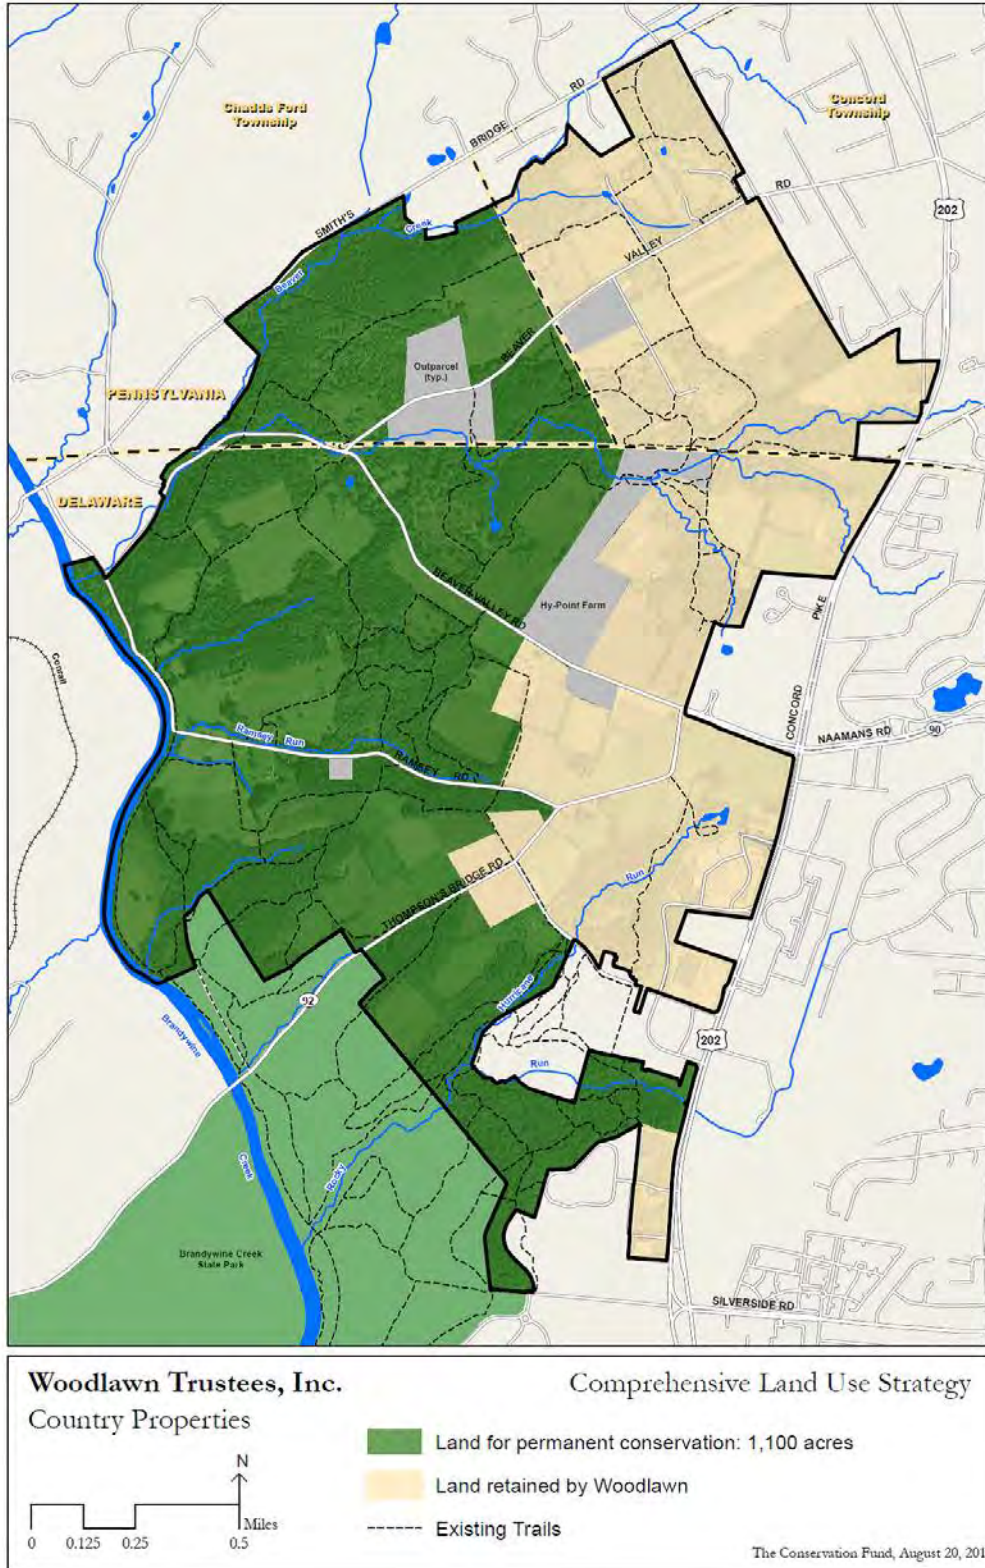 Chadds Ford
Township
Concord
Township
BRIDGE
RD
SMITH'S
Creek
Beaver
RD
VALLEY
BEAVER
202
Outparcel
(typ.)
PENNSYLVANIA
DELAWARE
BEAVER VALLEY RD
Hy-Point Farm
PIKE
CONCORD
NAAMANS RD
90
Conrail
Ramsey Run
RAMSEY RD
THOMPSON'S BRIDGE RD
Run
Hurricane
92
Brandywine
202
Run
Creek
Rocky
Brandywine Creek
State Park
SILVERSIDE RD
Woodlawn Trustees, Inc.
Country Properties
Comprehensive Land Use Strategy
Land for permanent conservation: 1,100 acres
N
Land retained by Woodlawn
Miles
0 0.125 0.25 0.5
Existing Trails
The Conservation Fund, August 20, 201